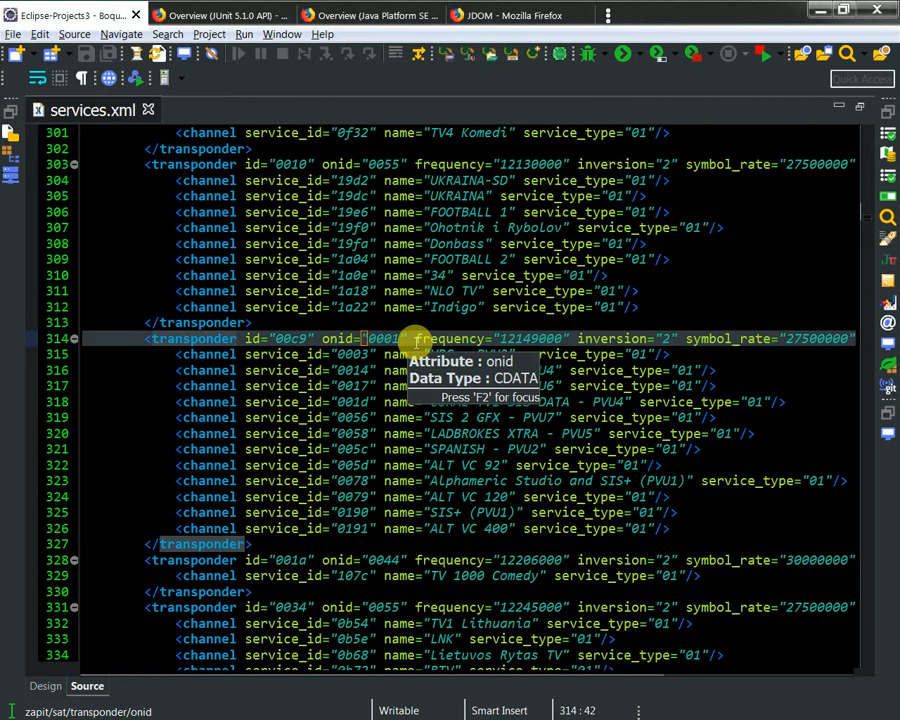 Eclipse-Projects3 - Boqu...
Overview (JUnit 5.1.0 API) - ...
Overview (Java Platform SE ...
JDOM - Mozilla Firefox
File Edit Source Navigate Search Project Run Window Help
Quick Access
services.xml
301 <channel service_id="0f32" name="TV4 Komedi" service_type="01"/>
302 </transponder>
303 <transponder id="0010" onid="0055" frequency="12130000" inversion="2" symbol_rate="27500000"
304 <channel service_id="19d2" name="UKRAINA-SD" service_type="01"/>
305 <channel service_id="19dc" name="UKRAINA" service_type="01"/>
306 <channel service_id="19e6" name="FOOTBALL 1" service_type="01"/>
307 <channel service_id="19f0" name="Ohotnik i Rybolov" service_type="01"/>
308 <channel service_id="19fa" name="Donbass" service_type="01"/>
309 <channel service_id="1a04" name="FOOTBALL 2" service_type="01"/>
310 <channel service_id="1a0e" name="34" service_type="01"/>
311 <channel service_id="1a18" name="NLO TV" service_type="01"/>
312 <channel service_id="1a22" name="Indigo" service_type="01"/>
313 </transponder>
314 <transponder id="00c9" onid="0001" frequency="12149000" inversion="2" symbol_rate="27500000"
315 <channel service_id="0003" service_type="01"/>
316 <channel service_id="0014" U4" service_type="01"/>
317 <channel service_id="0017" U6" service_type="01"/>
318 <channel service_id="001d" DATA - PVU4" service_type="01"/>
Attribute : onid
Data Type : CDATA
Press 'F2' for focus
319 <channel service_id="0056" name="SIS 2 GFX - PVU7" service_type="01"/>
320 <channel service_id="0058" name="LADBROKES XTRA - PVU5" service_type="01"/>
321 <channel service_id="005c" name="SPANISH - PVU2" service_type="01"/>
322 <channel service_id="005d" name="ALT VC 92" service_type="01"/>
323 <channel service_id="0078" name="Alphameric Studio and SIS+ (PVU1)" service_type="01"/>
324 <channel service_id="0079" name="ALT VC 120" service_type="01"/>
325 <channel service_id="0190" name="SIS+ (PVU1)" service_type="01"/>
326 <channel service_id="0191" name="ALT VC 400" service_type="01"/>
327 </transponder>
328 <transponder id="001a" onid="0044" frequency="12206000" inversion="2" symbol_rate="30000000"
329 <channel service_id="107c" name="TV 1000 Comedy" service_type="01"/>
330 </transponder>
331 <transponder id="0034" onid="0055" frequency="12245000" inversion="2" symbol_rate="27500000"
332 <channel service_id="0b54" name="TV1 Lithuania" service_type="01"/>
333 <channel service_id="0b5e" name="LNK" service_type="01"/>
334 <channel service_id="0b68" name="Lietuvos Rytas TV" service_type="01"/>
Design Source
zapit/sat/transponder/onid Writable Smart Insert 314 : 42